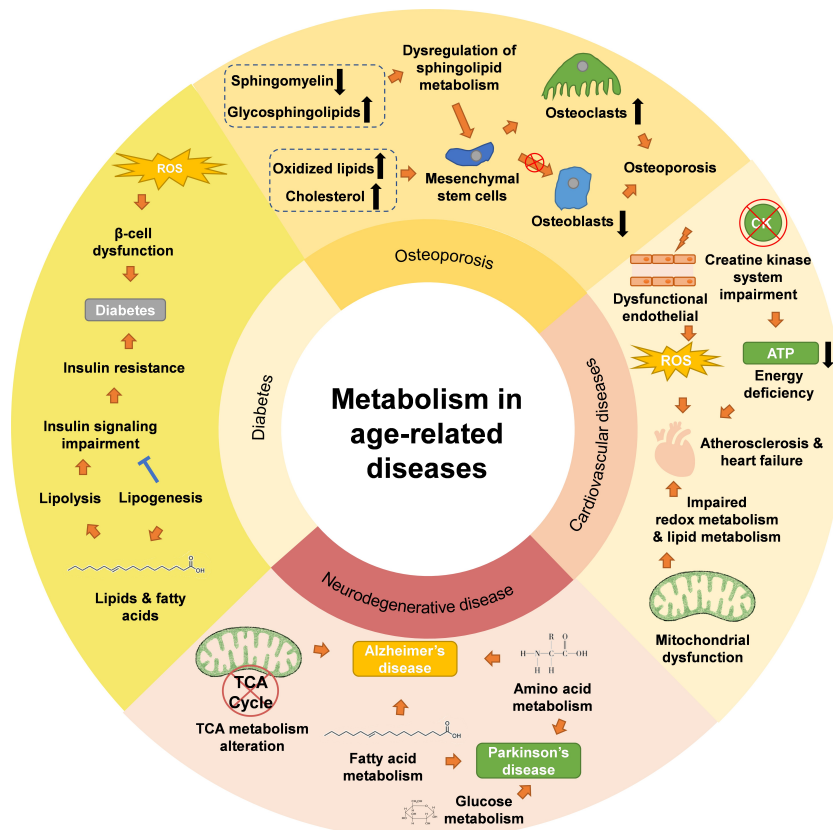 Metabolism in
age-related
diseases
Osteoporosis
Cardiovascular diseases
Neurodegenerative disease
Diabetes
Sphingomyelin
Glycosphingolipids
Dysregulation of
sphingolipid
metabolism
Oxidized lipids
Cholesterol
Mesenchymal
stem cells
Osteoclasts
Osteoblasts
Osteoporosis
Dysfunctional
endothelial
ROS
CK
Creatine kinase
system
impairment
ATP
Energy
deficiency
Atherosclerosis &
heart failure
Impaired
redox metabolism
& lipid metabolism
Mitochondrial
dysfunction
TCA
Cycle
TCA metabolism
alteration
Alzheimer's
disease
R
O
H
N
C
C
OH
H
H
Amino acid
metabolism
O
OH
Fatty acid
metabolism
Parkinson's
disease
Glucose
metabolism
ROS
β-cell
dysfunction
Diabetes
Insulin resistance
Insulin signaling
impairment
Lipolysis
Lipogenesis
O
OH
Lipids & fatty
acids